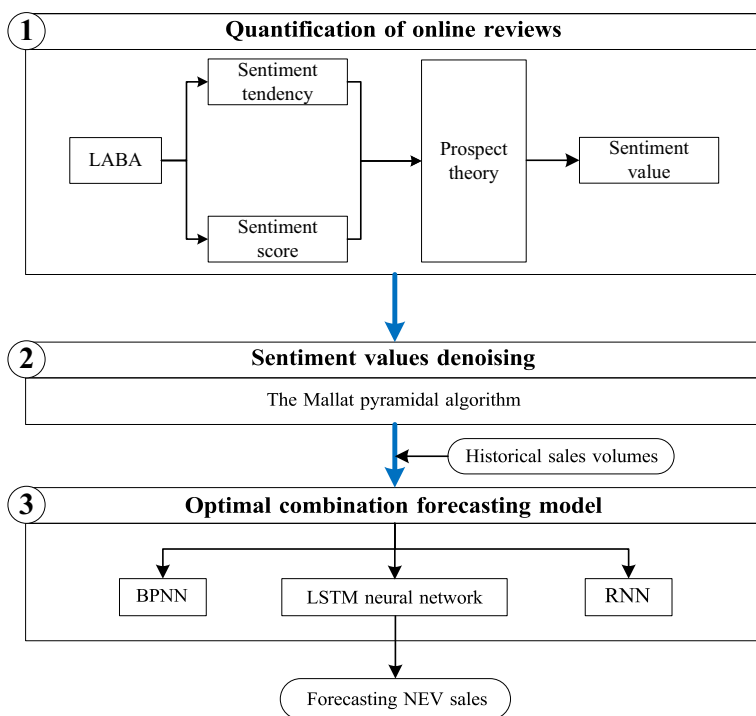 1
Quantification of online reviews
Sentiment
tendency
LABA
Prospect
theory
Sentiment
value
Sentiment
score
2
Sentiment values denoising
The Mallat pyramidal algorithm
Historical sales volumes
3
Optimal combination forecasting model
BPNN
LSTM neural network
RNN
Forecasting NEV sales